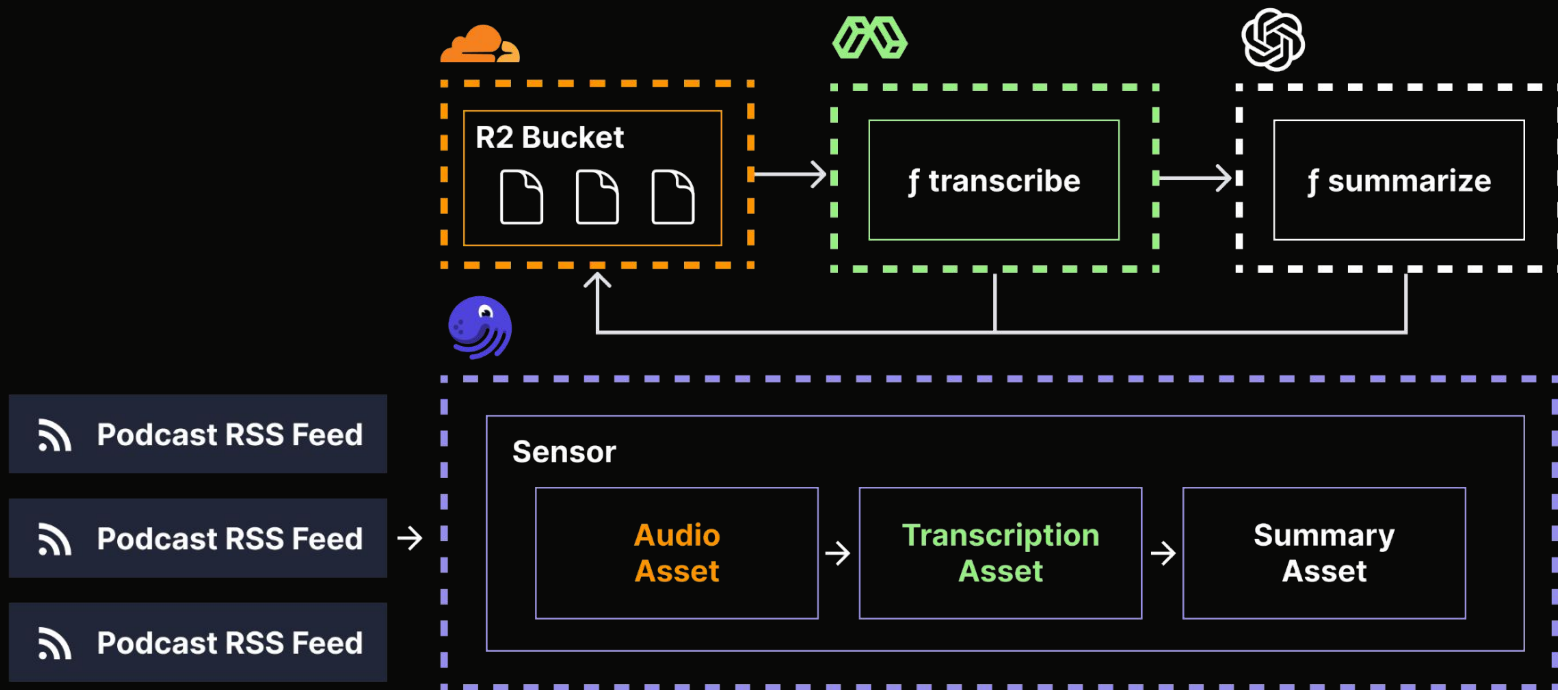 R2 Bucket
ƒ transcribe
ƒ summarize
Podcast RSS Feed
Podcast RSS Feed
Podcast RSS Feed
Sensor
Audio
Asset
Transcription
Asset
Summary
Asset